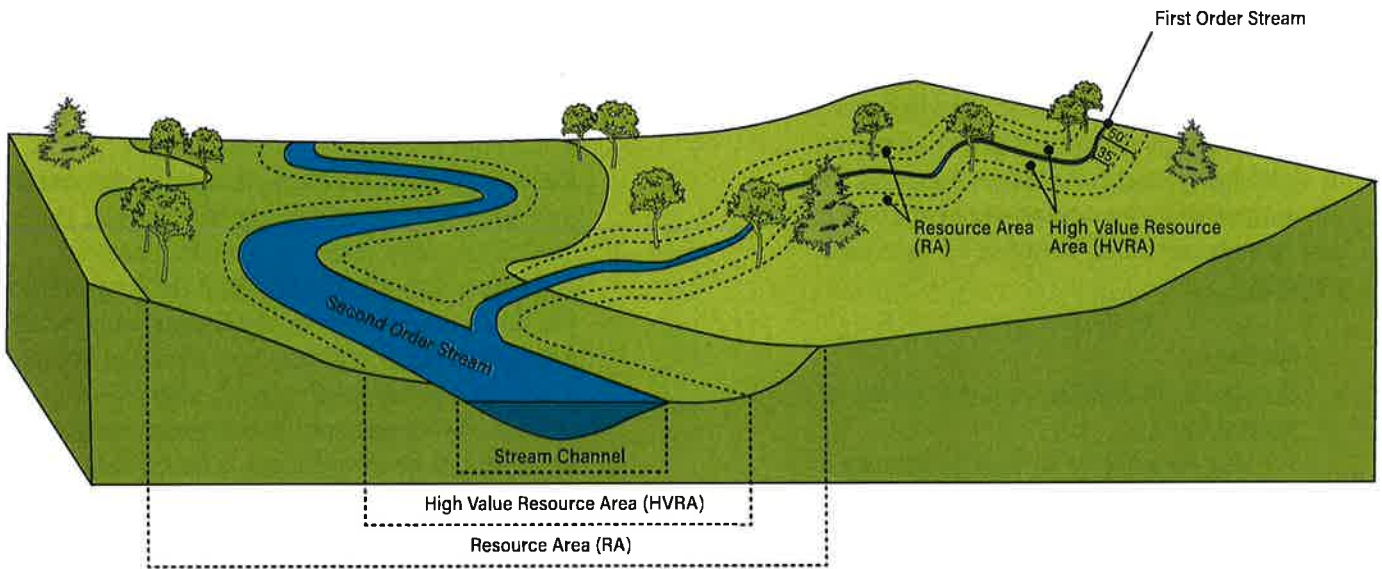 First Order Stream
50'
35'
Resource Area
(RA)
High Value Resource
Area (HVRA)
Second Order Stream
Stream Channel
High Value Resource Area (HVRA)
Resource Area (RA)